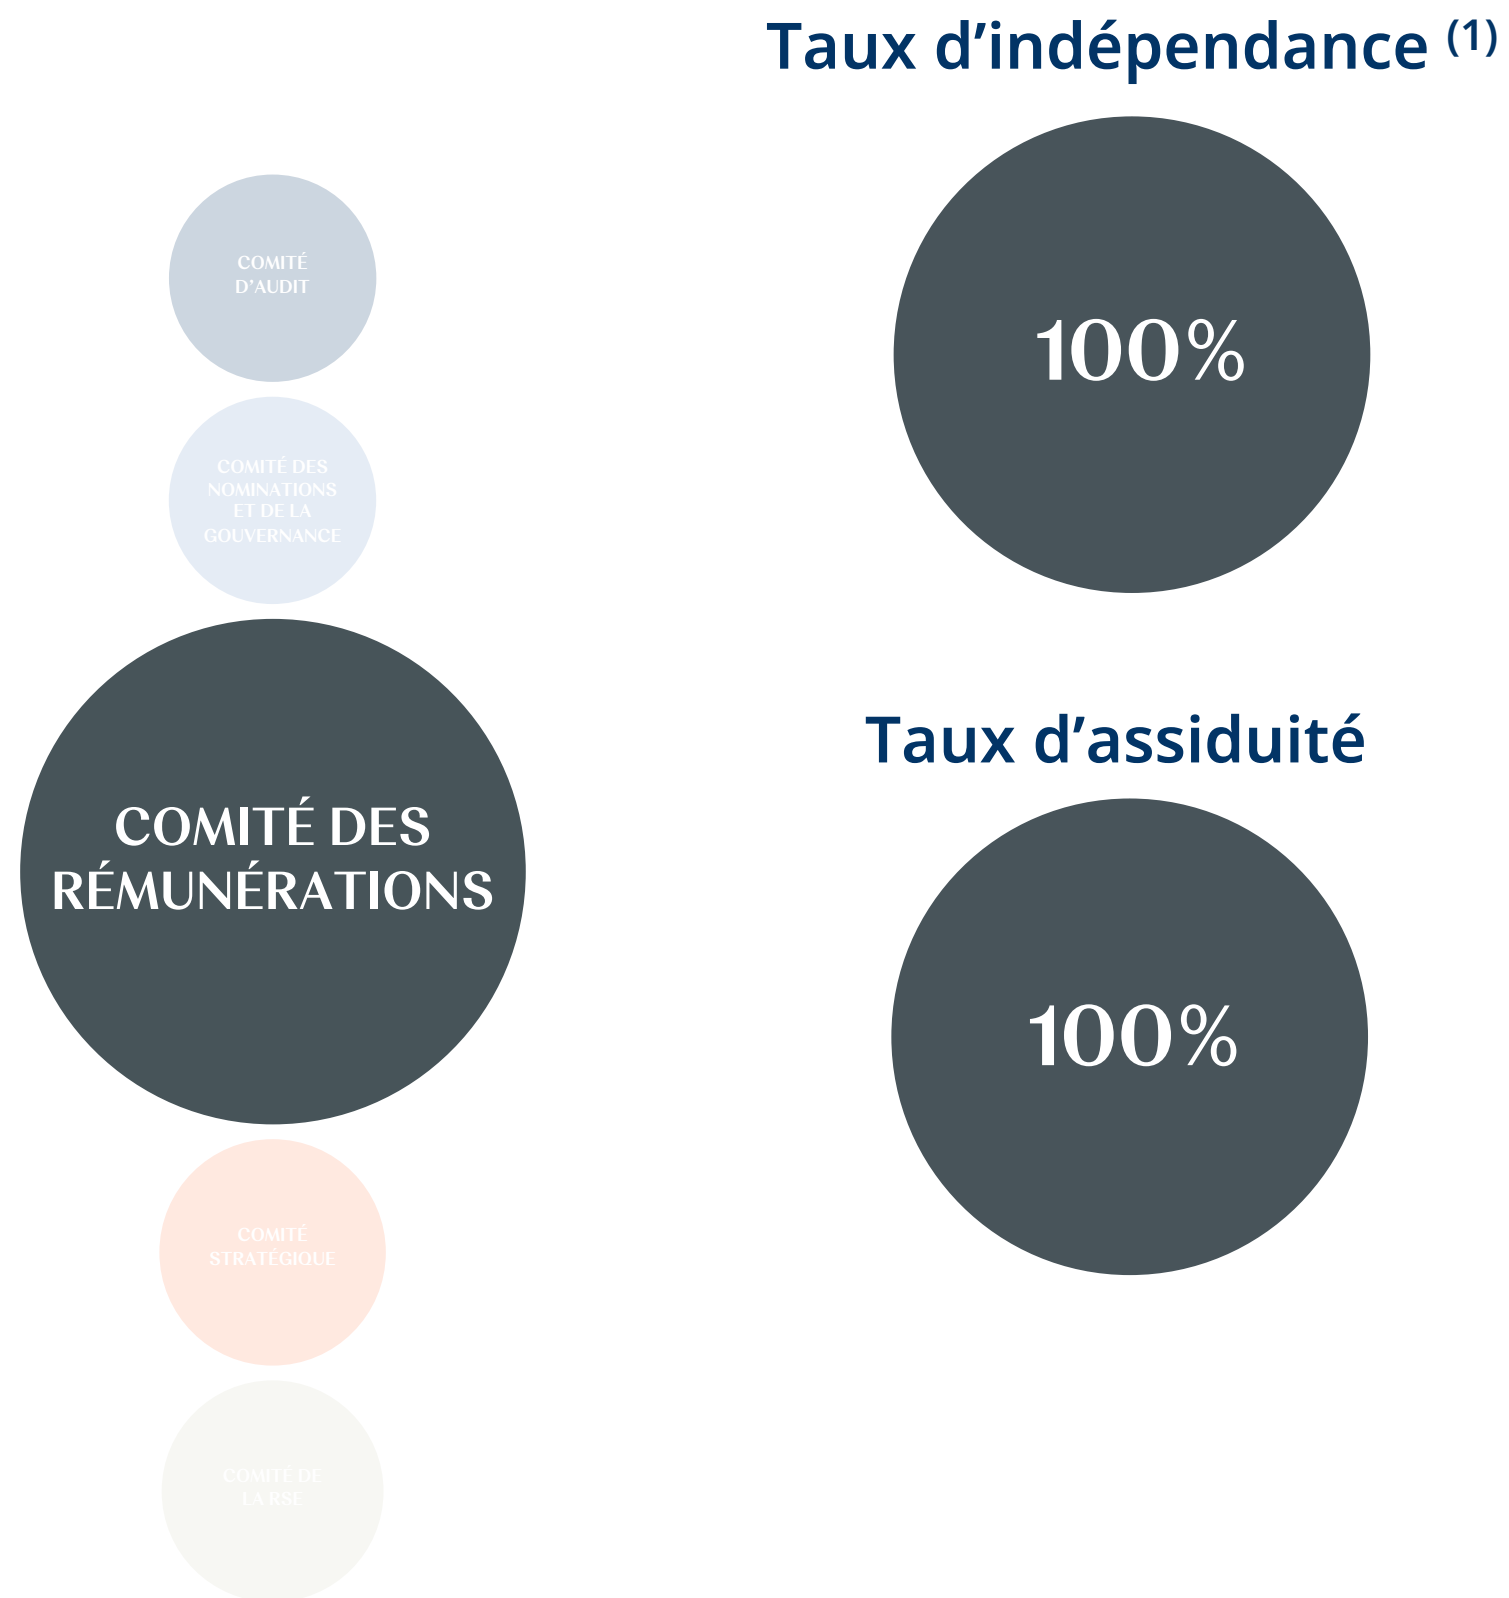 Taux d’indépendance (1)
100%
COMITÉ
D’AUDIT
COMITÉ DES
NOMINATIONS
ET DE LA
GOUVERNANCE
COMITÉ DES
RÉMUNÉRATIONS
Taux d’assiduité
100%
COMITÉ
STRATÉGIQUE
COMITÉ DE
LA RSE